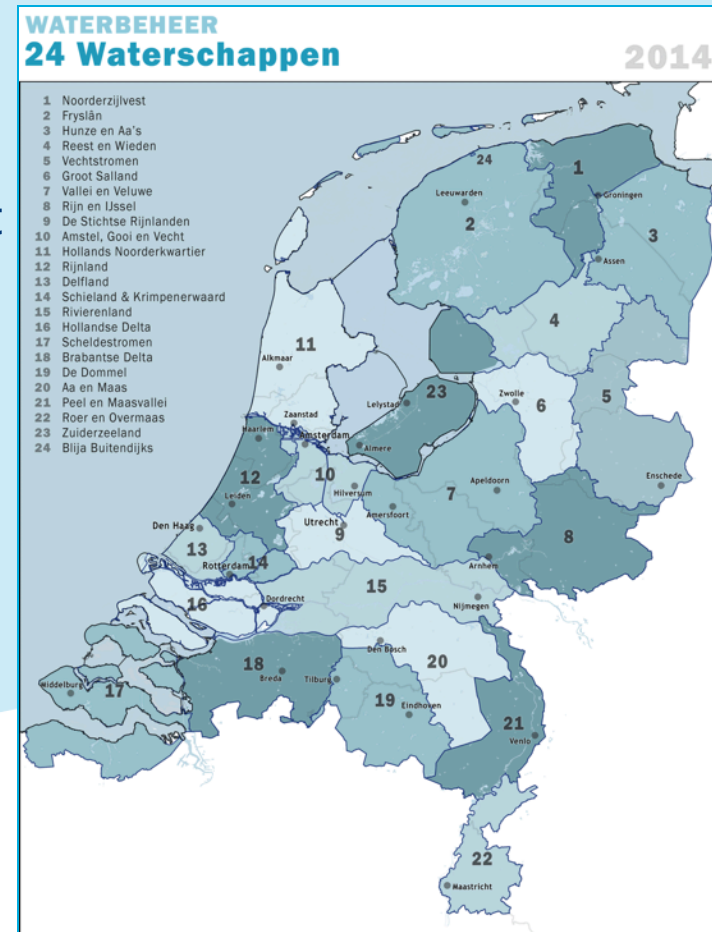 WATERBEHEER
24 Waterschappen
2014
1 Noorderzijlvest
2 Fryslân
3 Hunze en Aa's
4 Reest en Wieden
5 Vechtstromen
6 Groot Salland
7 Vallei en Veluwe
8 Rijn en IJssel
9 De Stichtse Rijnlanden
10 Amstel, Gooi en Vecht
11 Hollands Noorderkwartier
12 Rijnland
13 Delfland
14 Schieland & Krimpenerwaard
15 Rivierenland
16 Hollandse Delta
17 Scheldestromen
18 Brabantse Delta
19 De Dommel
20 Aa en Maas
21 Peel en Maasvallei
22 Roer en Overmaas
23 Zuiderzeeland
24 Blija Buitendijks
24
1
Leeuwarden
Groningen
2
3
Assen
4
11
Alkmaar
Lelystad
23
Zwolle
6
5
Zaanstad
Haarlem
Amsterdam
Almere
12
10
Hilversum
7
Apeldoorn
Enschede
Leiden
Amersfoort
Den Haag
Utrecht
9
8
13
14
Rotterdam
Arnhem
15
16
Dordrecht
Nijmegen
Den Bosch
20
18
Middelburg
17
Breda
Tilburg
19
Eindhoven
21
Venlo
22
Maastricht